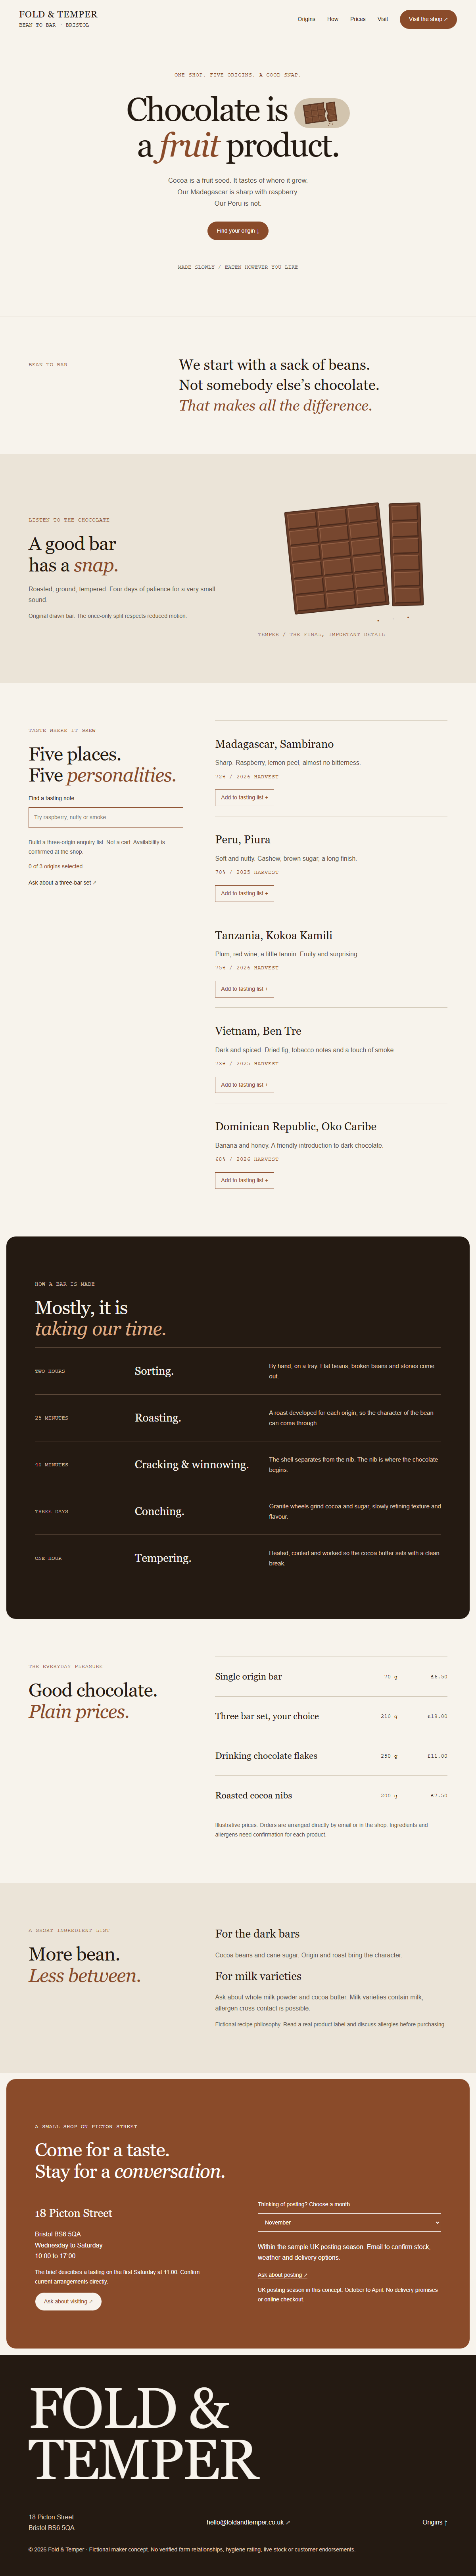 FOLD & TEMPER
BEAN TO BAR · BRISTOL
Origins How Prices Visit Visit the shop ↗
ONE SHOP. FIVE ORIGINS. A GOOD SNAP.
Chocolate is
a fruit product.
Cocoa is a fruit seed. It tastes of where it grew.
Our Madagascar is sharp with raspberry.
Our Peru is not.
Find your origin ↓
MADE SLOWLY / EATEN HOWEVER YOU LIKE
BEAN TO BAR
We start with a sack of beans.
Not somebody else’s chocolate.
That makes all the difference.
LISTEN TO THE CHOCOLATE
A good bar
has a snap.
Roasted, ground, tempered. Four days of patience for a very small
sound.
Original drawn bar. The once-only split respects reduced motion.
TEMPER / THE FINAL, IMPORTANT DETAIL
TASTE WHERE IT GREW
Five places.
Five personalities.
Find a tasting note
Try raspberry, nutty or smoke
Build a three-origin enquiry list. Not a cart. Availability is
confirmed at the shop.
0 of 3 origins selected
Ask about a three-bar set ↗
Madagascar, Sambirano
Sharp. Raspberry, lemon peel, almost no bitterness.
72% / 2026 HARVEST
Add to tasting list +
Peru, Piura
Soft and nutty. Cashew, brown sugar, a long finish.
70% / 2025 HARVEST
Add to tasting list +
Tanzania, Kokoa Kamili
Plum, red wine, a little tannin. Fruity and surprising.
75% / 2026 HARVEST
Add to tasting list +
Vietnam, Ben Tre
Dark and spiced. Dried fig, tobacco notes and a touch of smoke.
73% / 2025 HARVEST
Add to tasting list +
Dominican Republic, Oko Caribe
Banana and honey. A friendly introduction to dark chocolate.
68% / 2026 HARVEST
Add to tasting list +
HOW A BAR IS MADE
Mostly, it is
taking our time.
TWO HOURS
Sorting.
By hand, on a tray. Flat beans, broken beans and stones come
out.
25 MINUTES
Roasting.
A roast developed for each origin, so the character of the bean
can come through.
40 MINUTES
Cracking & winnowing.
The shell separates from the nib. The nib is where the chocolate
begins.
THREE DAYS
Conching.
Granite wheels grind cocoa and sugar, slowly refining texture and
flavour.
ONE HOUR
Tempering.
Heated, cooled and worked so the cocoa butter sets with a clean
break.
THE EVERYDAY PLEASURE
Good chocolate.
Plain prices.
Single origin bar 70 g £6.50
Three bar set, your choice 210 g £18.00
Drinking chocolate flakes 250 g £11.00
Roasted cocoa nibs 200 g £7.50
Illustrative prices. Orders are arranged directly by email or in the shop. Ingredients and
allergens need confirmation for each product.
A SHORT INGREDIENT LIST
More bean.
Less between.
For the dark bars
Cocoa beans and cane sugar. Origin and roast bring the character.
For milk varieties
Ask about whole milk powder and cocoa butter. Milk varieties contain milk;
allergen cross-contact is possible.
Fictional recipe philosophy. Read a real product label and discuss allergies before purchasing.
A SMALL SHOP ON PICTON STREET
Come for a taste.
Stay for a conversation.
18 Picton Street
Bristol BS6 5QA
Wednesday to Saturday
10:00 to 17:00
The brief describes a tasting on the first Saturday at 11:00. Confirm
current arrangements directly.
Ask about visiting ↗
Thinking of posting? Choose a month
November
Within the sample UK posting season. Email to confirm stock,
weather and delivery options.
Ask about posting ↗
UK posting season in this concept: October to April. No delivery promises
or online checkout.
FOLD &
TEMPER
18 Picton Street
Bristol BS6 5QA
hello@foldandtemper.co.uk ↗
Origins ↑
© 2026 Fold & Temper · Fictional maker concept. No verified farm relationships, hygiene rating, live stock or customer endorsements.